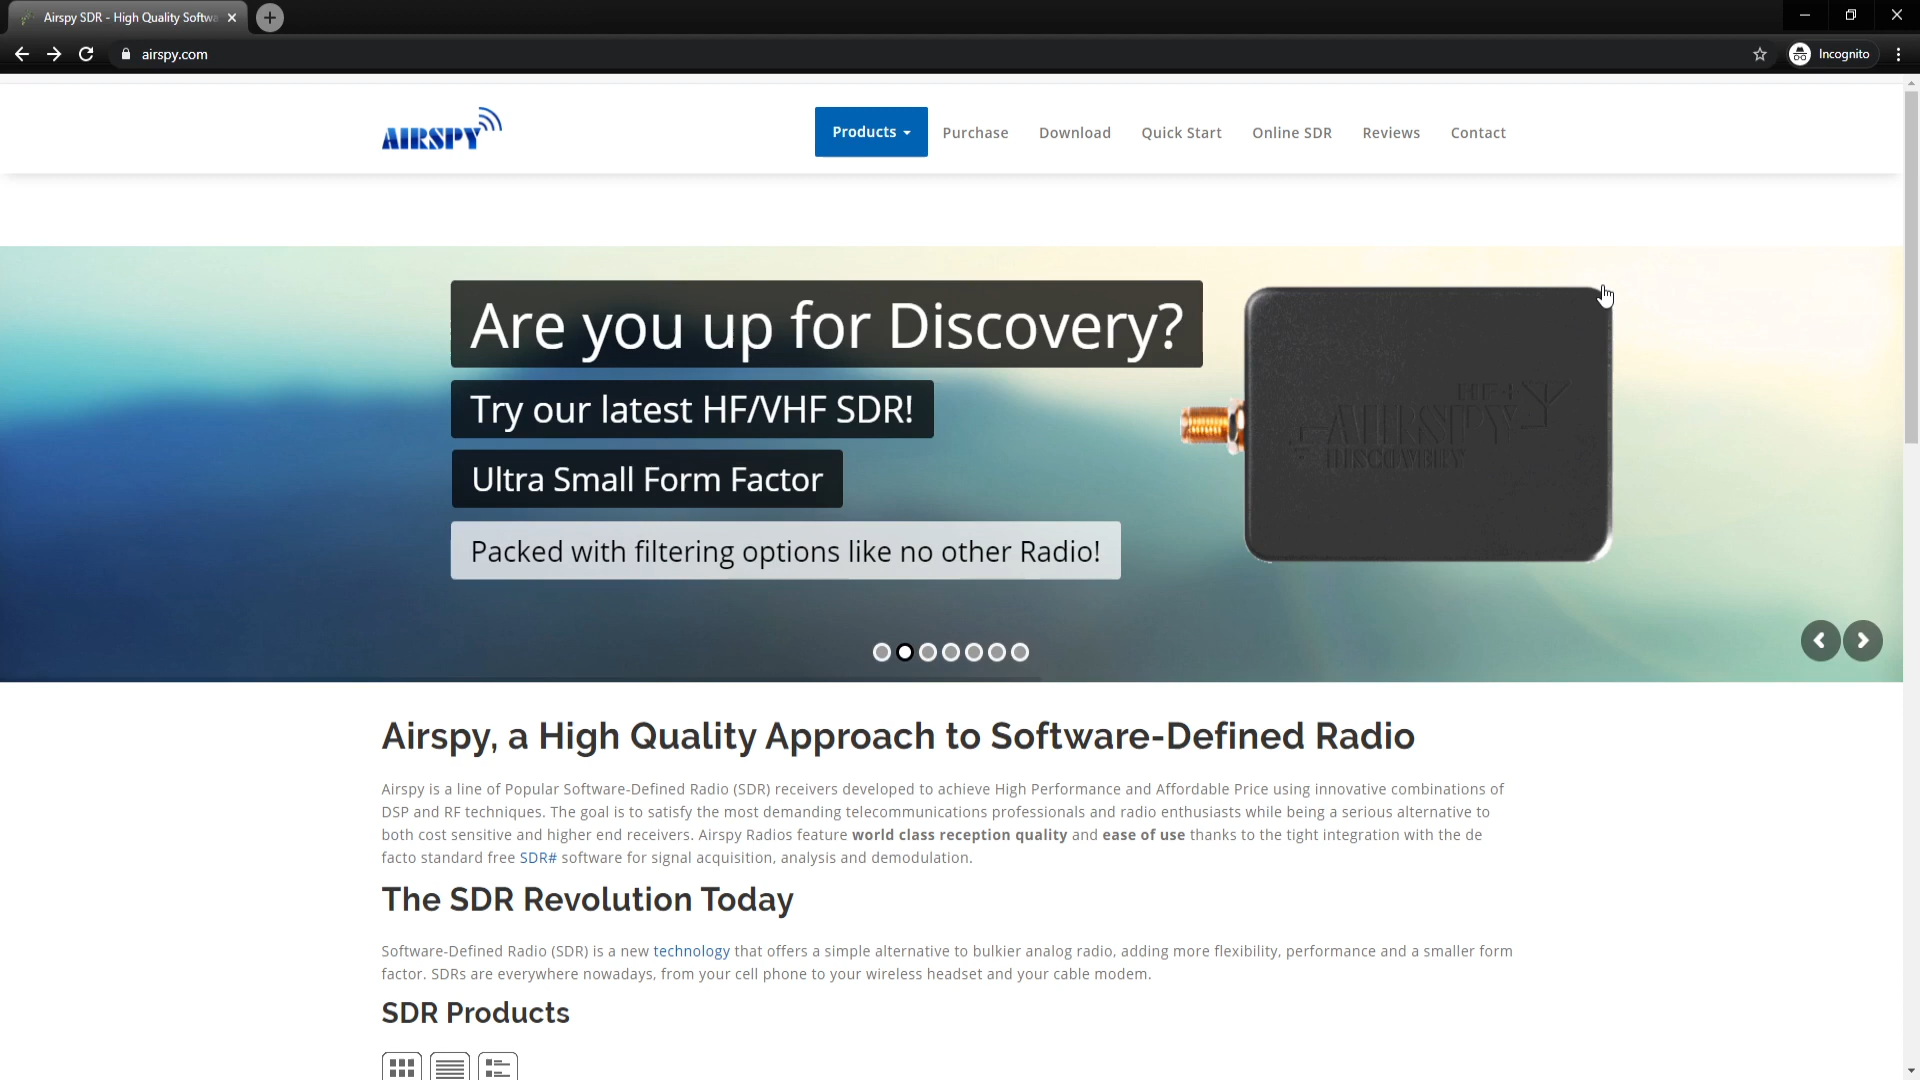 Airspy SDR - High Quality Softwa
airspy.com
Incognito
AIRSPY
Products
Purchase
Download
Quick Start
Online SDR
Reviews
Contact
Are you up for Discovery?
Try our latest HF/VHF SDR!
Ultra Small Form Factor
Packed with filtering options like no other Radio!
HF+
AIRSPY
DISCOVERY
Airspy, a High Quality Approach to Software-Defined Radio
Airspy is a line of Popular Software-Defined Radio (SDR) receivers developed to achieve High Performance and Affordable Price using innovative combinations of
DSP and RF techniques. The goal is to satisfy the most demanding telecommunications professionals and radio enthusiasts while being a serious alternative to
both cost sensitive and higher end receivers. Airspy Radios feature world class reception quality and ease of use thanks to the tight integration with the de
facto standard free SDR# software for signal acquisition, analysis and demodulation.
The SDR Revolution Today
Software-Defined Radio (SDR) is a new technology that offers a simple alternative to bulkier analog radio, adding more flexibility, performance and a smaller form
factor. SDRs are everywhere nowadays, from your cell phone to your wireless headset and your cable modem.
SDR Products